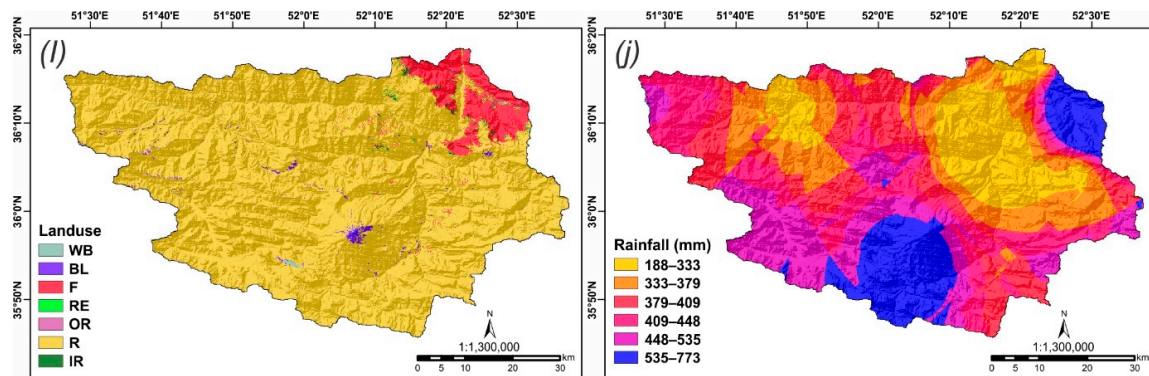 51°30'E 51°40'E 51°50'E 52°0'E 52°10'E 52°20'E 52°30'E
36°20'N
36°10'N
36°0'N
35°50'N
(l)
Landuse
WB
BL
F
RE
OR
R
IR
N
1:1,300,000
km
0 5 10 20 30
51°30'E 51°40'E 51°50'E 52°0'E 52°10'E 52°20'E 52°30'E
36°20'N
36°10'N
36°0'N
35°50'N
(j)
Rainfall (mm)
188–333
333–379
379–409
409–448
448–535
535–773
N
1:1,300,000
km
0 5 10 20 30